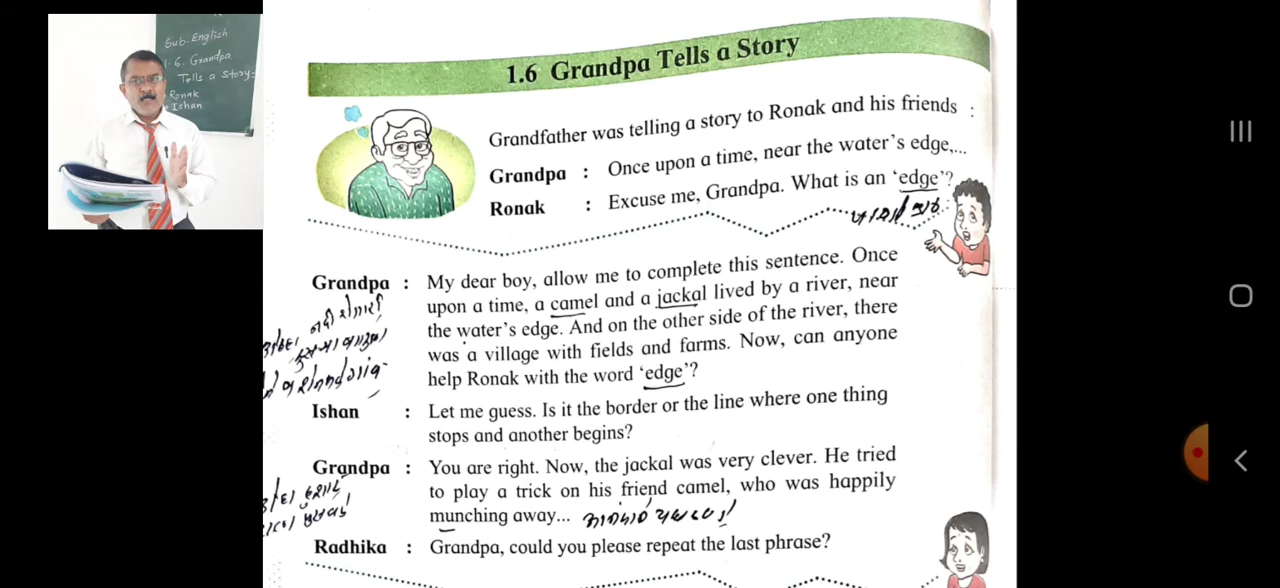 Sub-English
1.6. Grandpa
Tells a Story:
Ronak
Ishan
1.6 Grandpa Tells a Story
Grandfather was telling a story to Ronak and his friends :
Grandpa : Once upon a time, near the water's edge,...
Ronak : Excuse me, Grandpa. What is an 'edge'?
Grandpa : My dear boy, allow me to complete this sentence. Once
upon a time, a camel and a jackal lived by a river, near
the water's edge. And on the other side of the river, there
was a village with fields and farms. Now, can anyone
help Ronak with the word 'edge'?
Ishan : Let me guess. Is it the border or the line where one thing
stops and another begins?
Grandpa : You are right. Now, the jackal was very clever. He tried
to play a trick on his friend camel, who was happily
munching away...
Radhika : Grandpa, could you please repeat the last phrase?